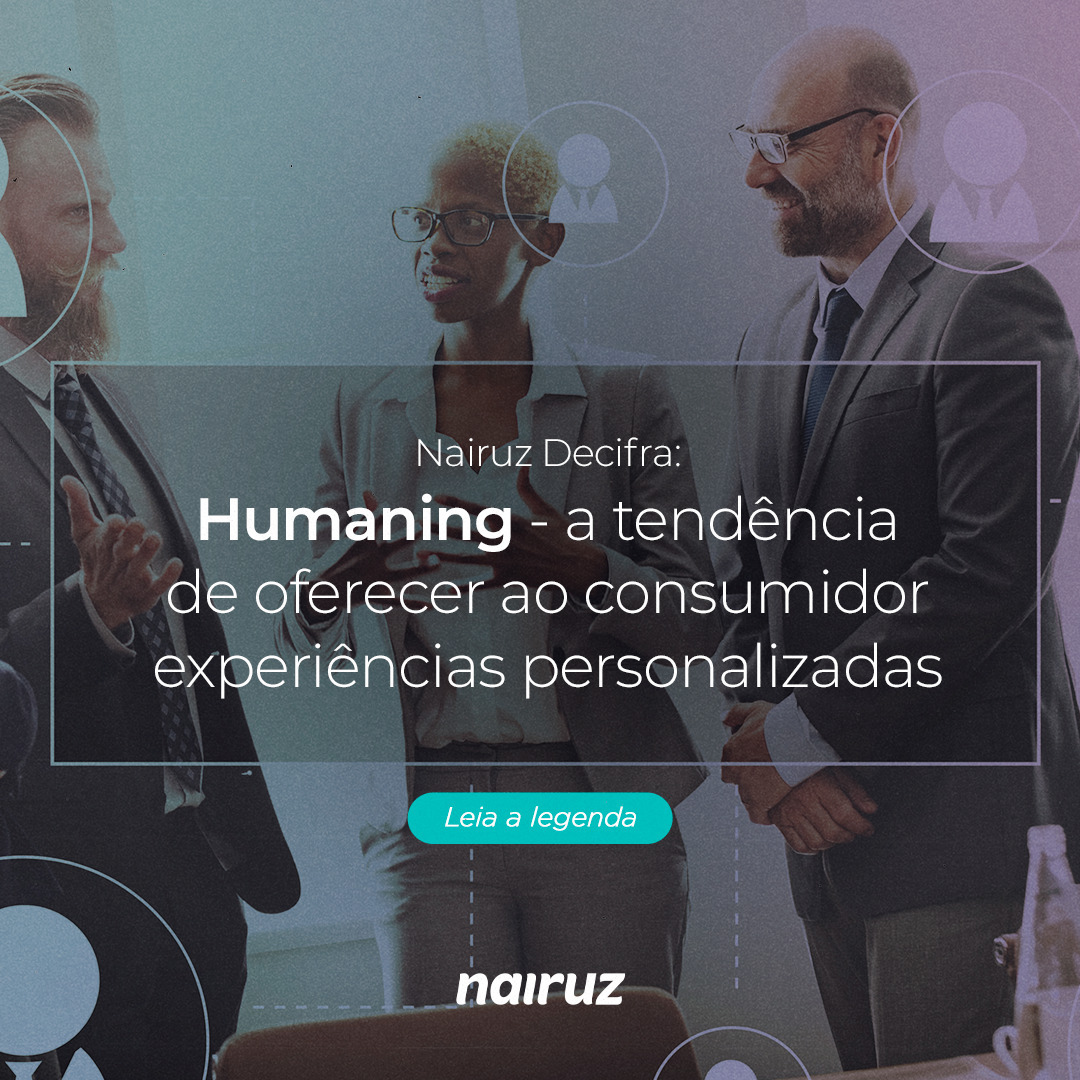 Nairuz Decifra:
Humaning - a tendência
de oferecer ao consumidor
experiências personalizadas
Leia a legenda
nairuz